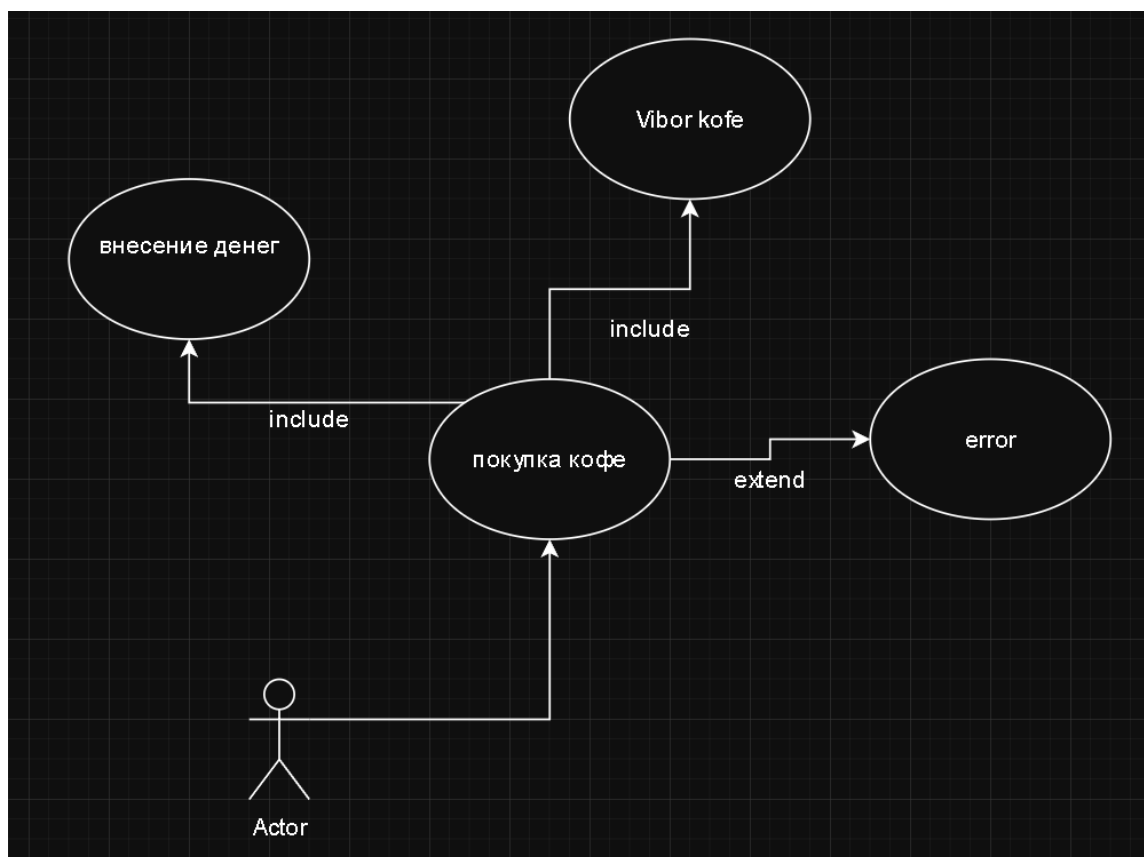 Vibor kofe
внесение денег
include
include
покупка кофе
error
extend
Actor